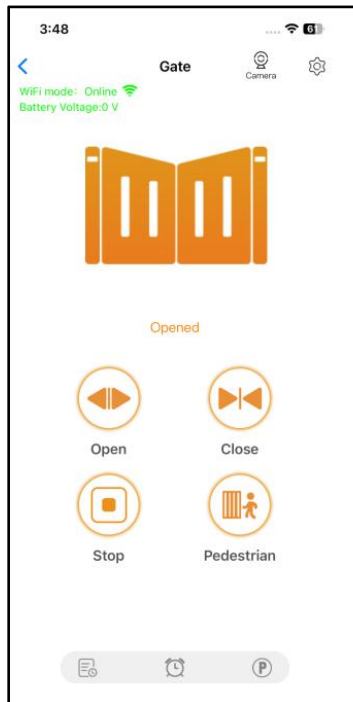 3:48
Gate
Camera
WiFi mode: Online
Battery Voltage:0 V
Opened
Open
Close
Stop
Pedestrian
P